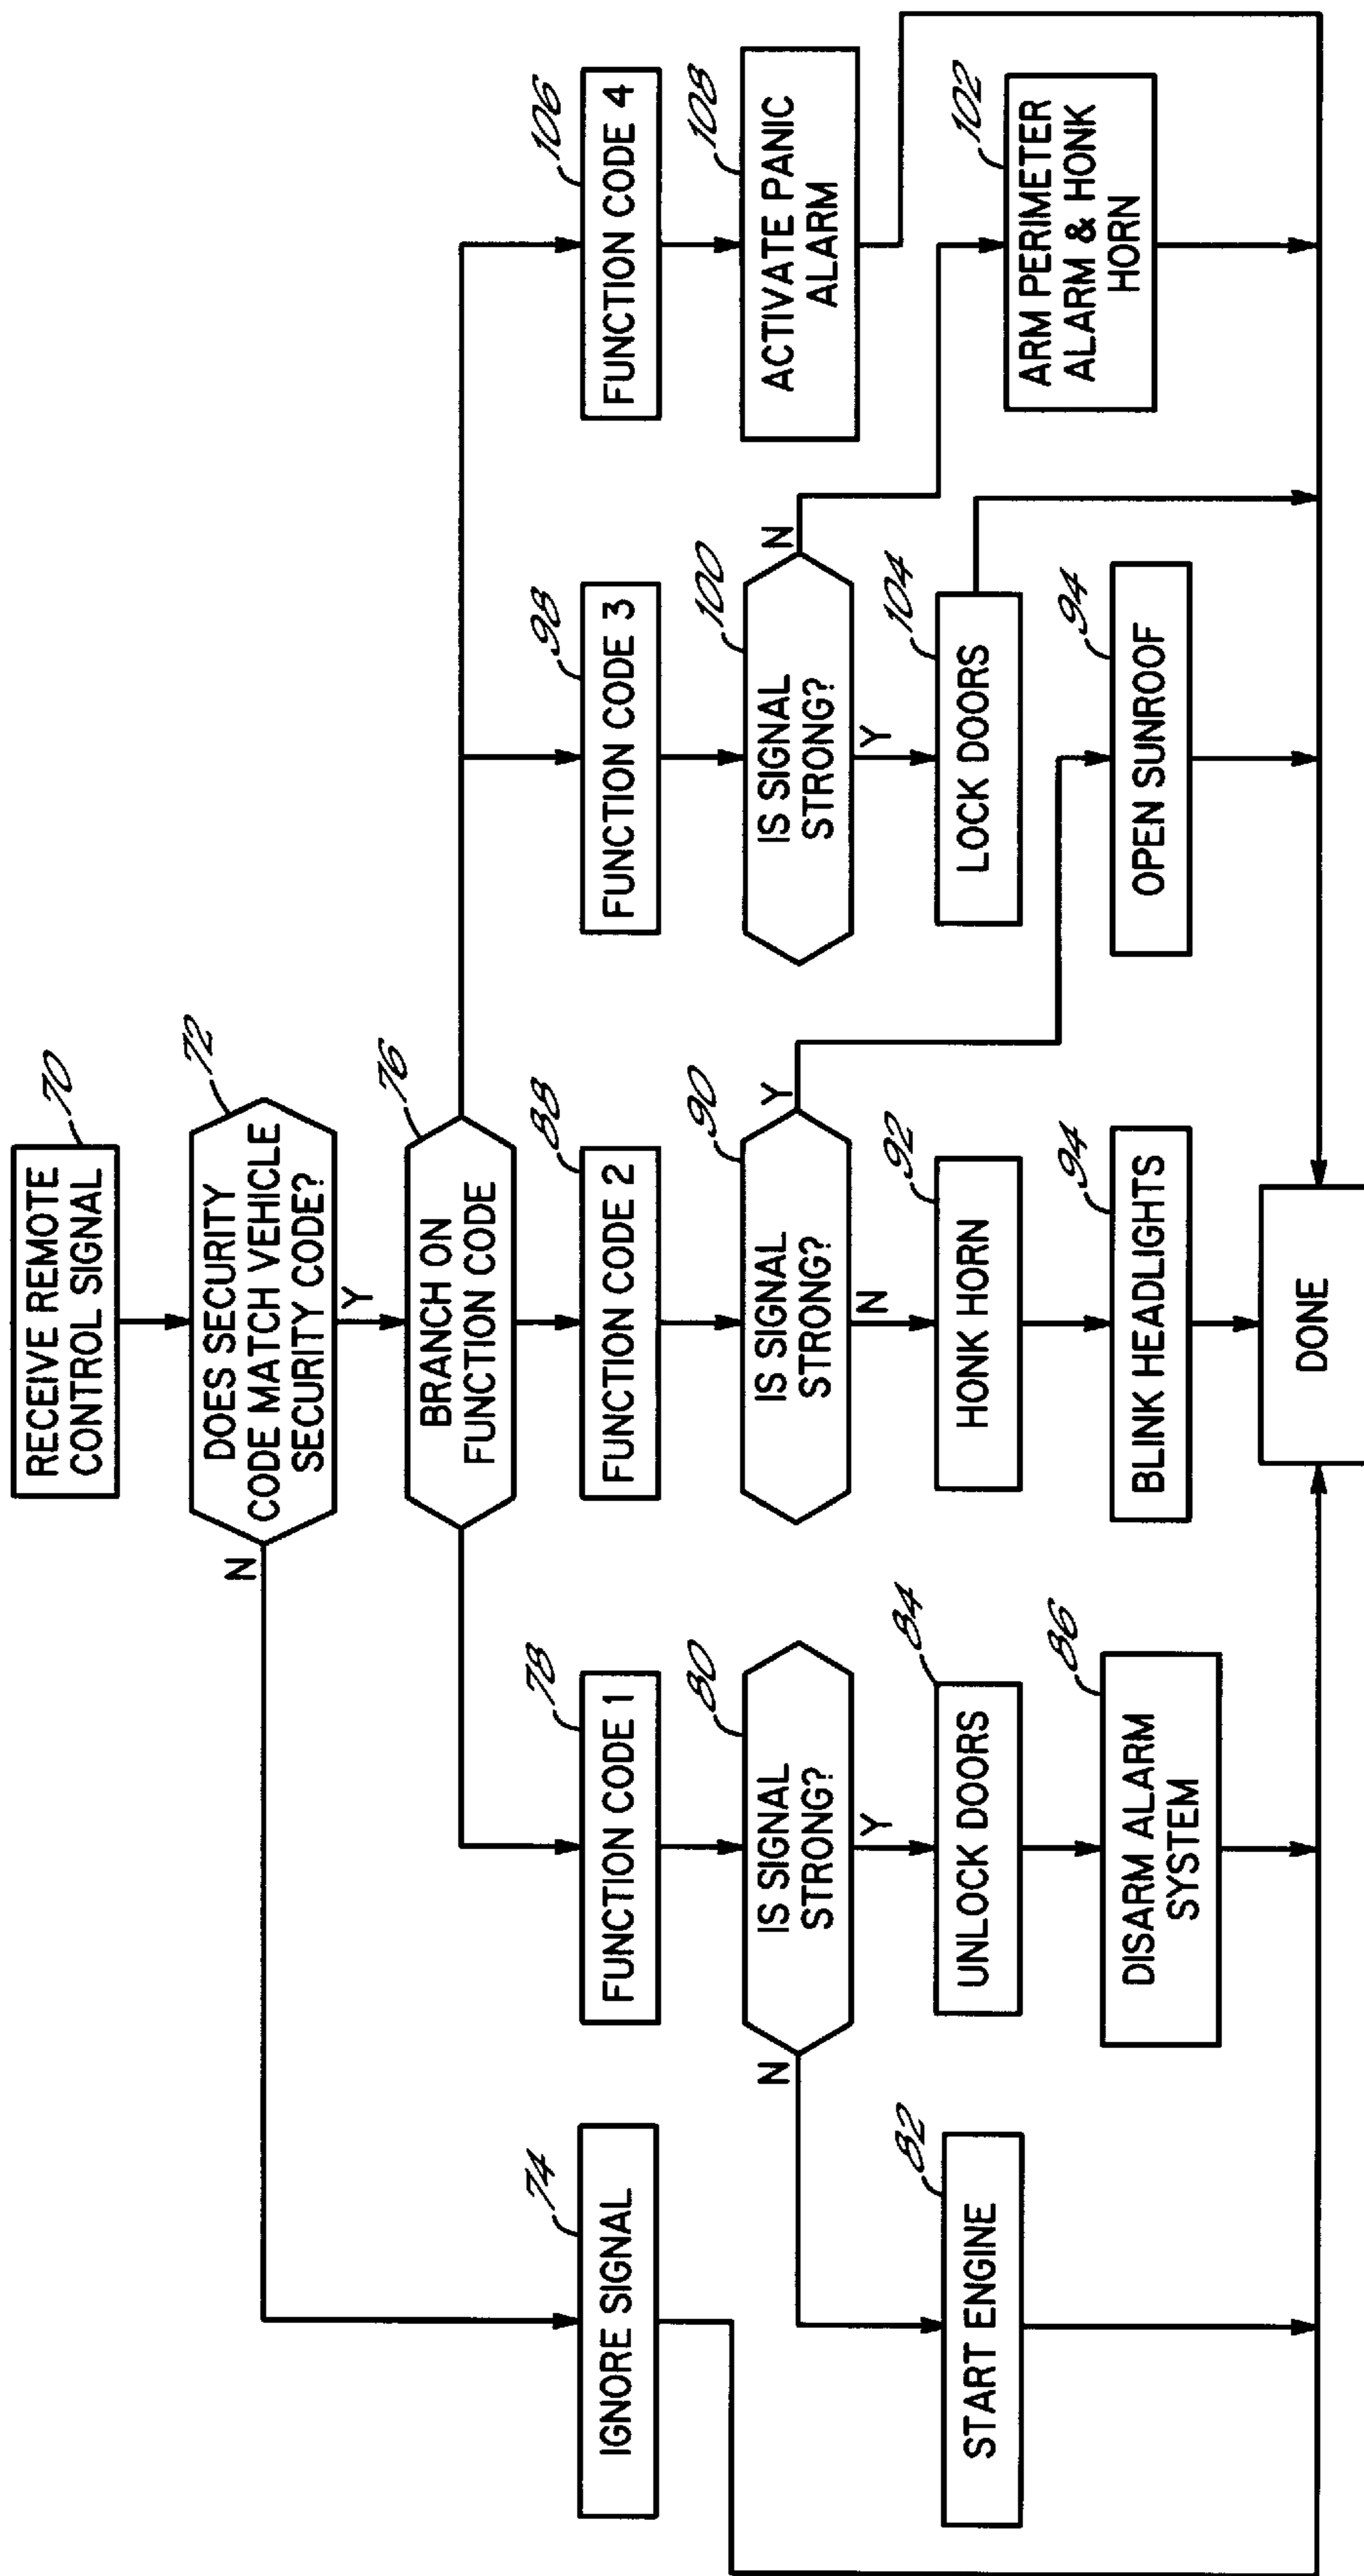 70
RECEIVE REMOTE
CONTROL SIGNAL
72
DOES SECURITY
CODE MATCH VEHICLE
SECURITY CODE?
N
Y
76
BRANCH ON
FUNCTION CODE
74
IGNORE SIGNAL
78
FUNCTION CODE 1
88
FUNCTION CODE 2
98
FUNCTION CODE 3
106
FUNCTION CODE 4
80
IS SIGNAL
STRONG?
N
Y
90
IS SIGNAL
STRONG?
Y
N
100
IS SIGNAL
STRONG?
N
Y
108
ACTIVATE PANIC
ALARM
82
START ENGINE
84
UNLOCK DOORS
92
HONK HORN
104
LOCK DOORS
102
ARM PERIMETER
ALARM & HONK
HORN
86
DISARM ALARM
SYSTEM
94
BLINK HEADLIGHTS
94
OPEN SUNROOF
DONE